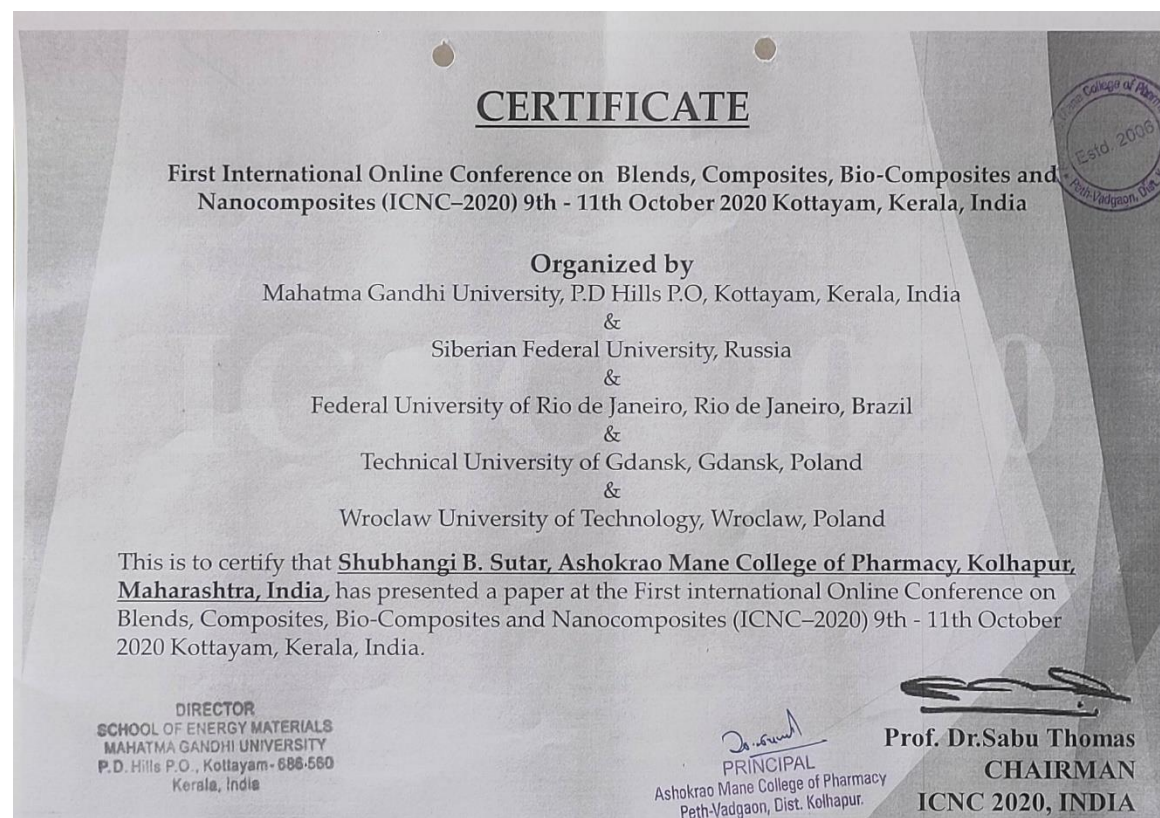 CERTIFICATE
College of
Estd. 2006
Peth-Vadgaon, Dist.
First International Online Conference on Blends, Composites, Bio-Composites and
Nanocomposites (ICNC–2020) 9th - 11th October 2020 Kottayam, Kerala, India
Organized by
Mahatma Gandhi University, P.D Hills P.O, Kottayam, Kerala, India
&
Siberian Federal University, Russia
&
Federal University of Rio de Janeiro, Rio de Janeiro, Brazil
&
Technical University of Gdansk, Gdansk, Poland
&
Wroclaw University of Technology, Wroclaw, Poland
ICNC 2020
This is to certify that Shubhangi B. Sutar, Ashokrao Mane College of Pharmacy, Kolhapur,
Maharashtra, India, has presented a paper at the First international Online Conference on
Blends, Composites, Bio-Composites and Nanocomposites (ICNC–2020) 9th - 11th October
2020 Kottayam, Kerala, India.
DIRECTOR
SCHOOL OF ENERGY MATERIALS
MAHATMA GANDHI UNIVERSITY
P.D. Hills P.O., Kottayam-686-560
Kerala, India
PRINCIPAL
Ashokrao Mane College of Pharmacy
Peth-Vadgaon, Dist. Kolhapur.
Prof. Dr.Sabu Thomas
CHAIRMAN
ICNC 2020, INDIA